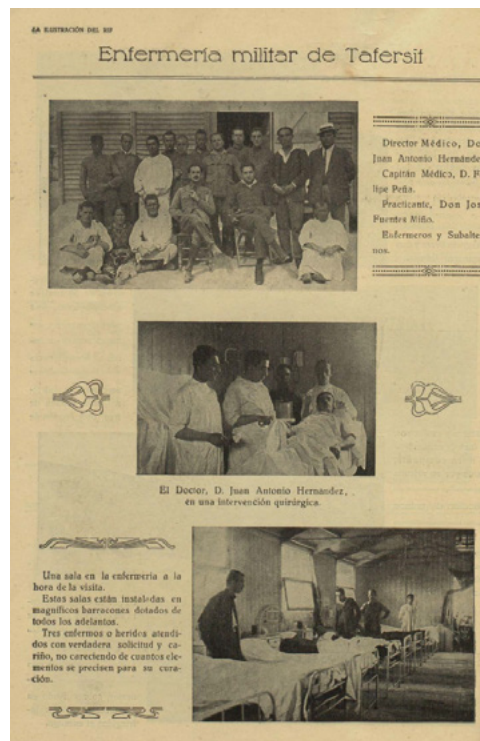 LA ILUSTRACIÓN DEL RIF
Enfermería militar de Tafersit
Director Médico, Do
Juan Antonio Hernánde
Capitán Médico, D. F
lipe Peña.
Practicante, Don Jos
Fuentes Miño.
Enfermeros y Subalte
nos.
El Doctor, D. Juan Antonio Hernández,
en una intervención quirúrgica.
Una sala en la enfermería a la
hora de la visita.
Estas salas están instaladas en
magníficos barracones dotados de
todos los adelantos.
Tres enfermos o heridos atendi-
dos con verdadera solicitud y ca-
riño, no careciendo de cuantos ele-
mentos se precisen para su cura-
ción.